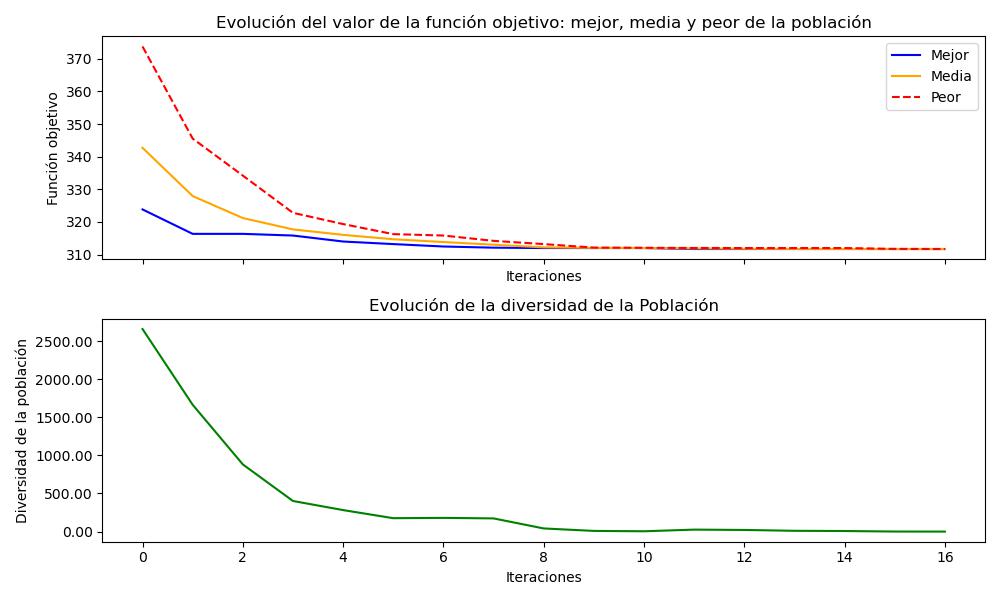 Evolución del valor de la función objetivo: mejor, media y peor de la población
Función objetivo
370
360
350
340
330
320
310
Mejor
Media
Peor
Iteraciones
Evolución de la diversidad de la Población
Diversidad de la población
2500.00
2000.00
1500.00
1000.00
500.00
0.00
0 2 4 6 8 10 12 14 16
Iteraciones